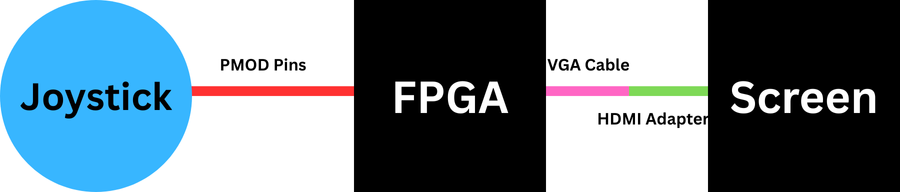 Joystick
PMOD Pins
FPGA
VGA Cable
HDMI Adapter
Screen